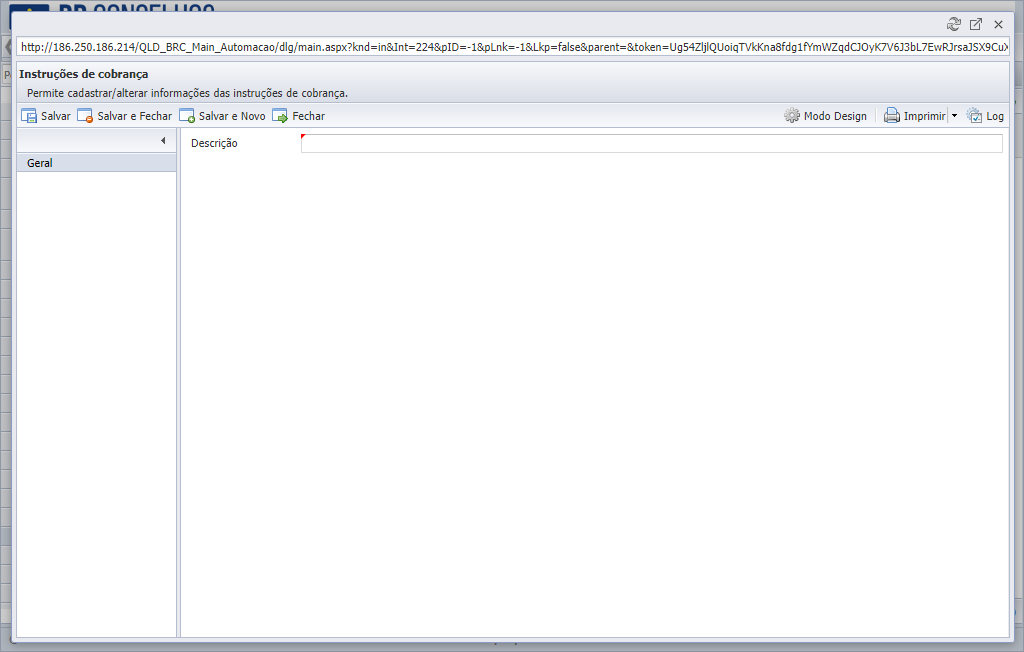 BR CONSELHOS
http://186.250.186.214/QLD_BRC_Main_Automacao/dlg/main.aspx?knd=in&Int=224&pID=-1&pLnk=-1&Lkp=false&parent=&token=Ug54ZljlQUoiqTVkKna8fdg1fYmWZqdCJOyK7V6J3bL7EwRJrsaJSX9CuX
Instruções de cobrança
Permite cadastrar/alterar informações das instruções de cobrança.
Salvar Salvar e Fechar Salvar e Novo Fechar Modo Design Imprimir Log
Descrição
Geral